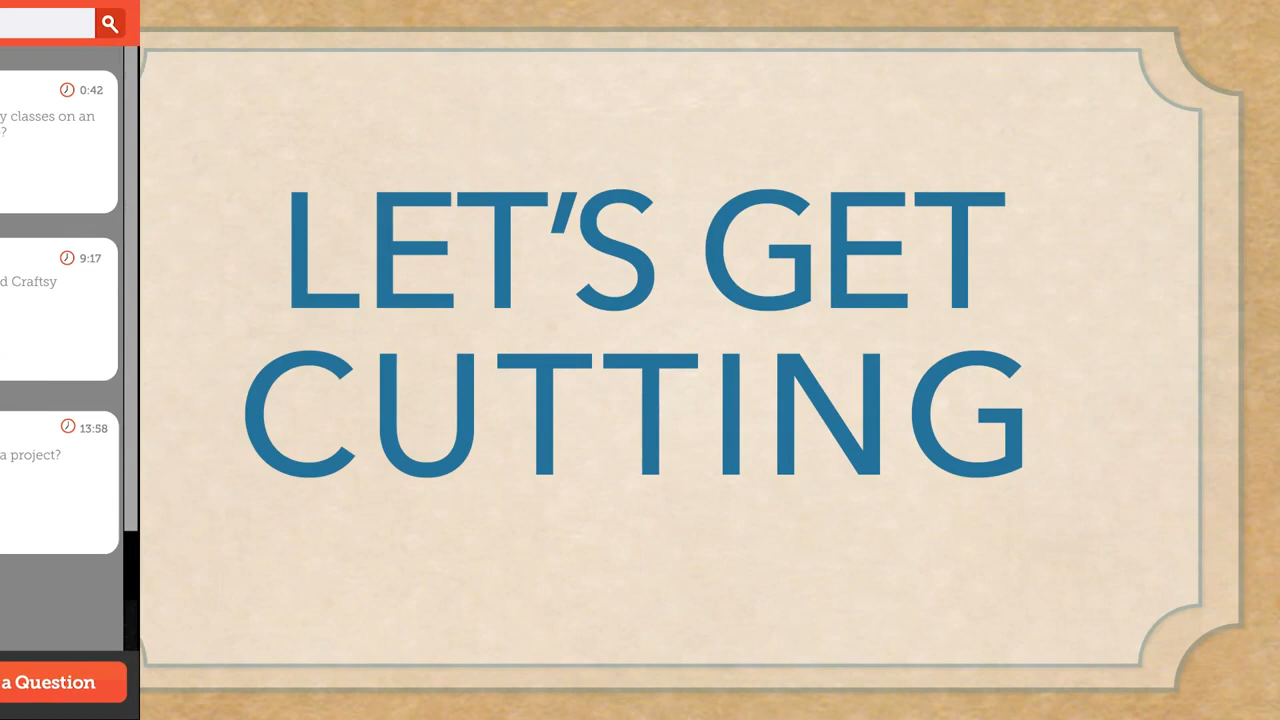 0:42
y classes on an
?
9:17
d Craftsy
13:58
a project?
a Question
LET'S GET
CUTTING